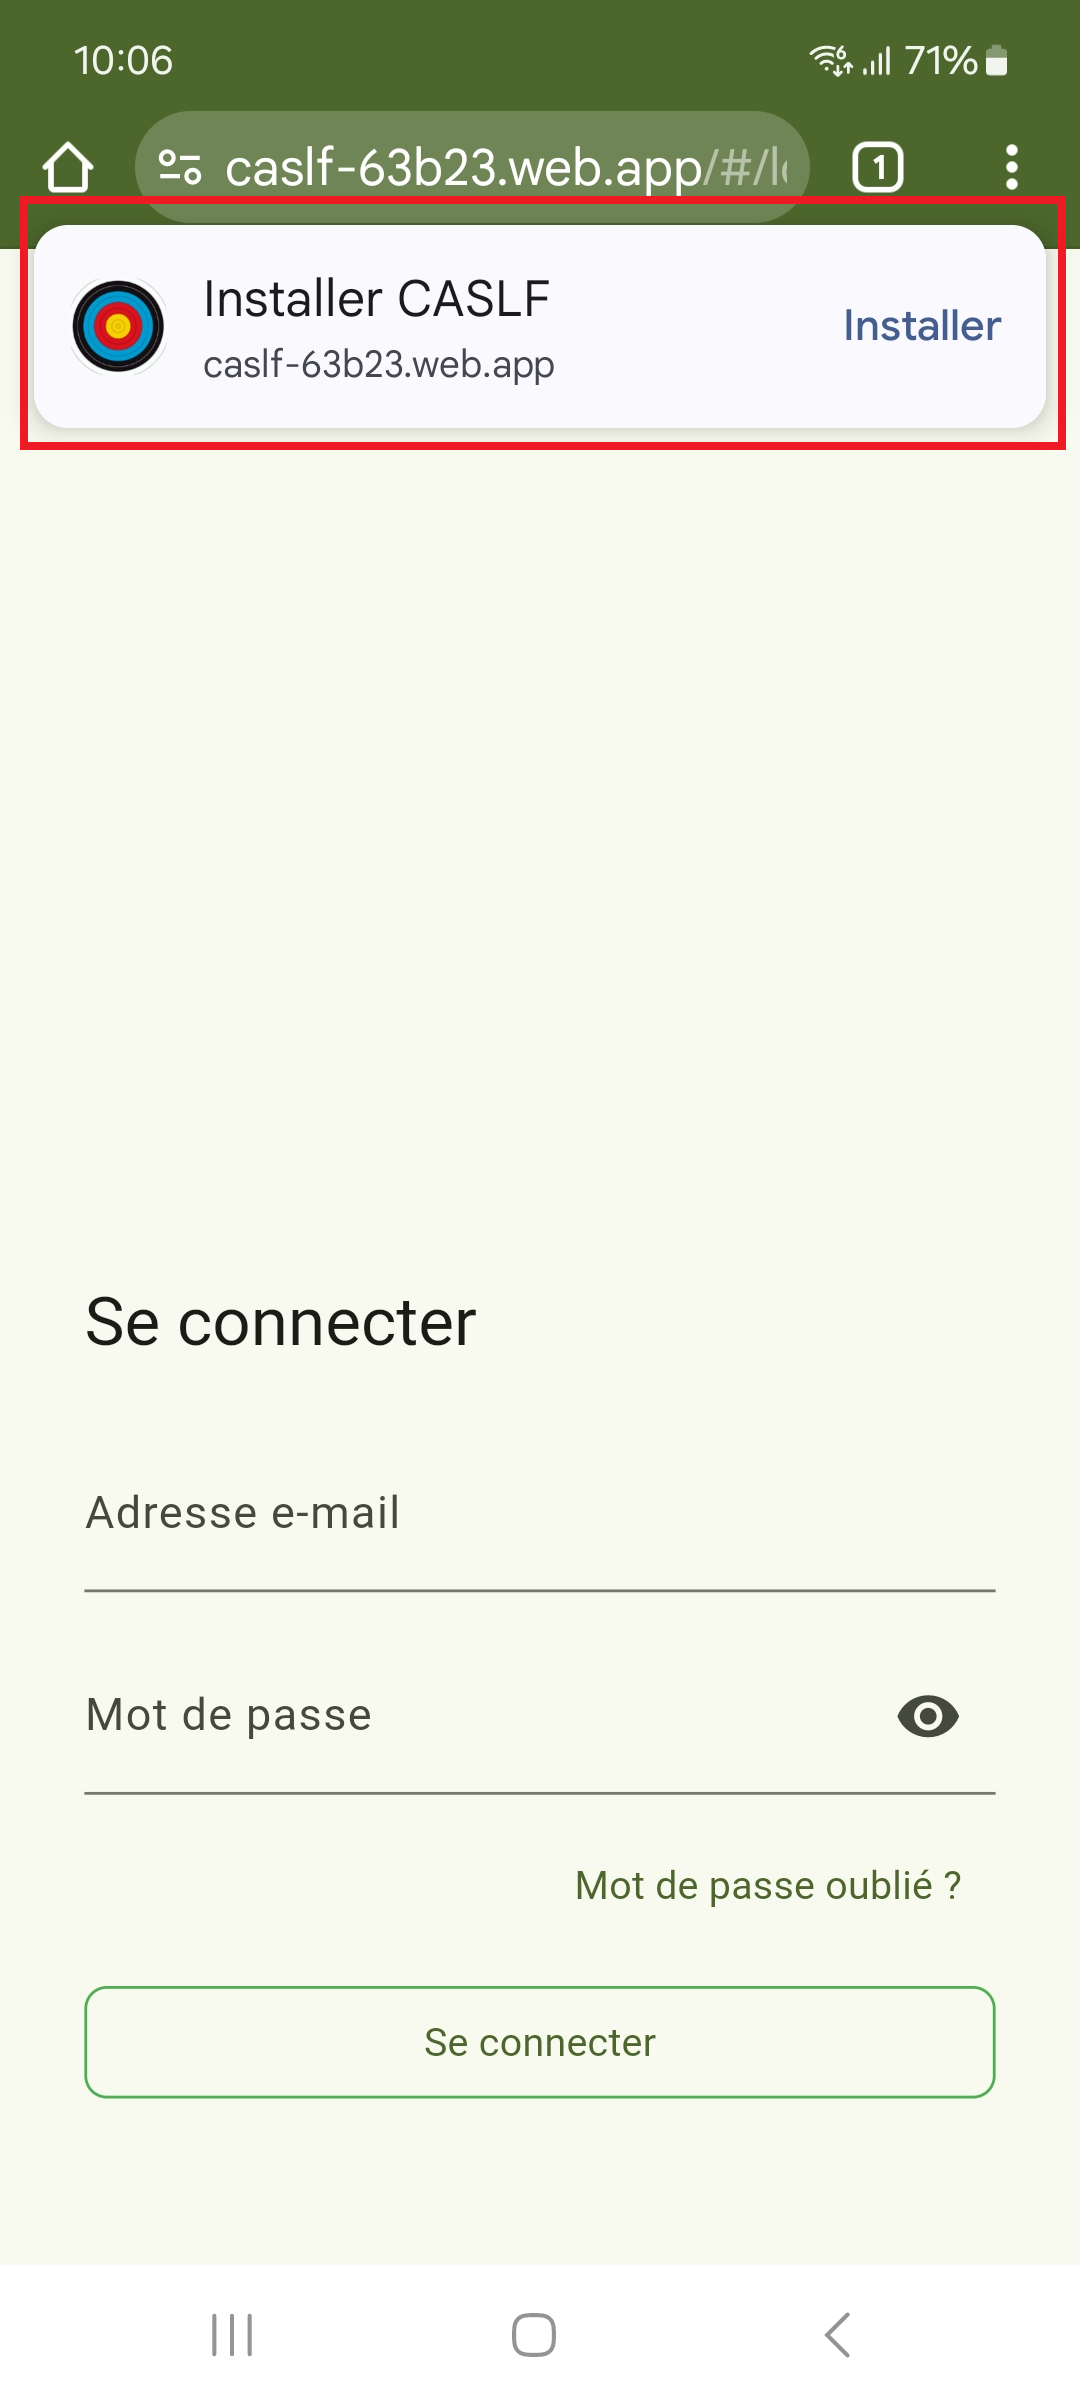 10:06
6 71%
caslf-63b23.web.app/#/l
1
Installer CASLF
caslf-63b23.web.app
Installer
Se connecter
Adresse e-mail
Mot de passe
Mot de passe oublié ?
Se connecter